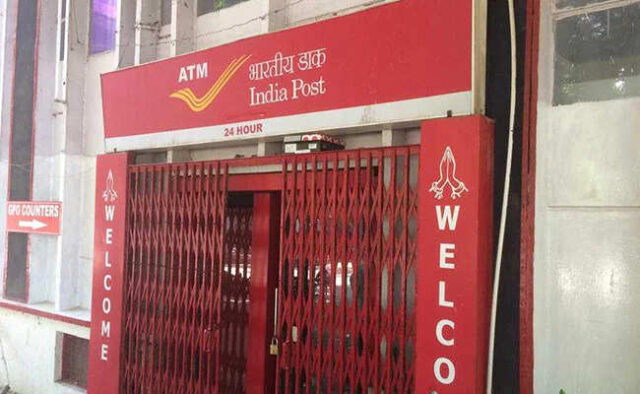 ATM
भारतीय डाक
India Post
24 HOUR
GPO COUNTERS
WELCOME
WELCO